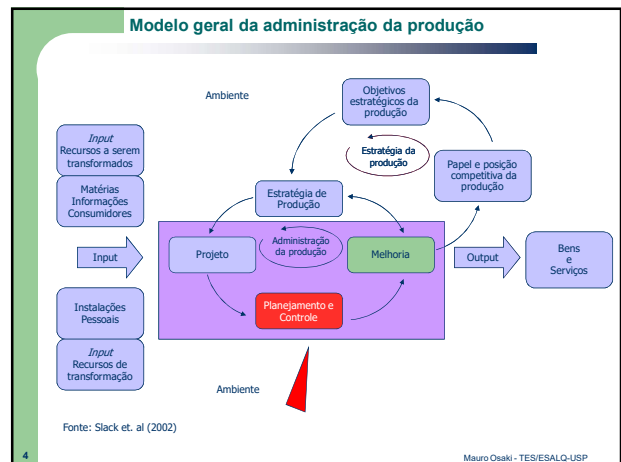 Modelo geral da administração da produção
Ambiente
Objetivos
estratégicos da
produção
Input
Recursos a serem
transformados
Estratégia da
produção
Papel e posição
competitiva da
produção
Matérias
Informações
Consumidores
Estratégia de
Produção
Input
Projeto
Administração
da produção
Melhoria
Output
Bens
e
Serviços
Planejamento e
Controle
Instalações
Pessoais
Input
Recursos de
transformação
Ambiente
Fonte: Slack et. al (2002)
4
Mauro Osaki - TES/ESALQ-USP